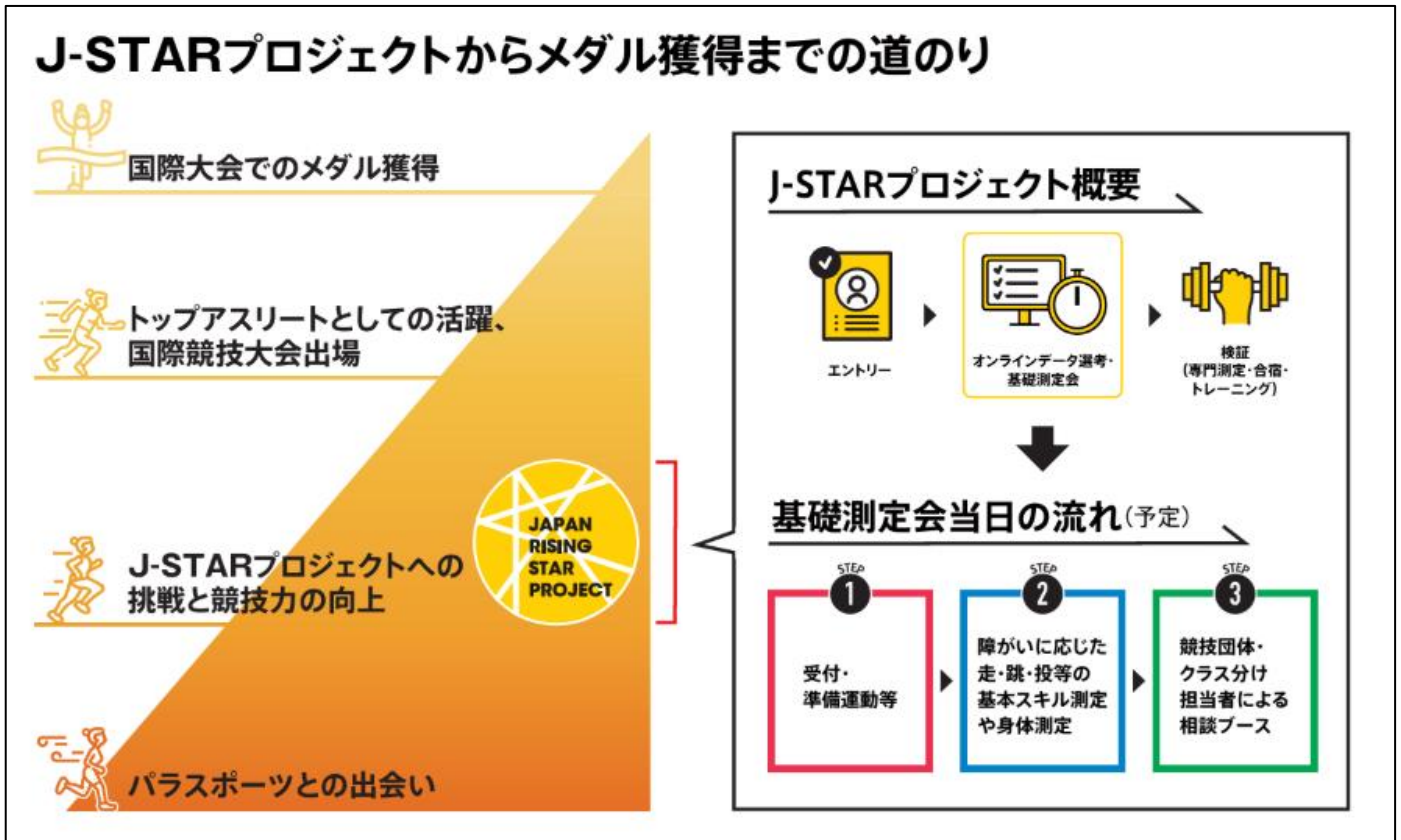 J-STARプロジェクトからメダル獲得までの道のり
国際大会でのメダル獲得
トップアスリートとしての活躍、
国際競技大会出場
J-STARプロジェクトへの
挑戦と競技力の向上
パラスポーツとの出会い
JAPAN
RISING
STAR
PROJECT
J-STARプロジェクト概要
エントリー
オンラインデータ選考・
基礎測定会
検証
(専門測定・合宿・
トレーニング)
基礎測定会当日の流れ(予定)
STEP
1
受付・
準備運動等
STEP
2
障がいに応じた
走・跳・投等の
基本スキル測定
や身体測定
STEP
3
競技団体・
クラス分け
担当者による
相談ブース